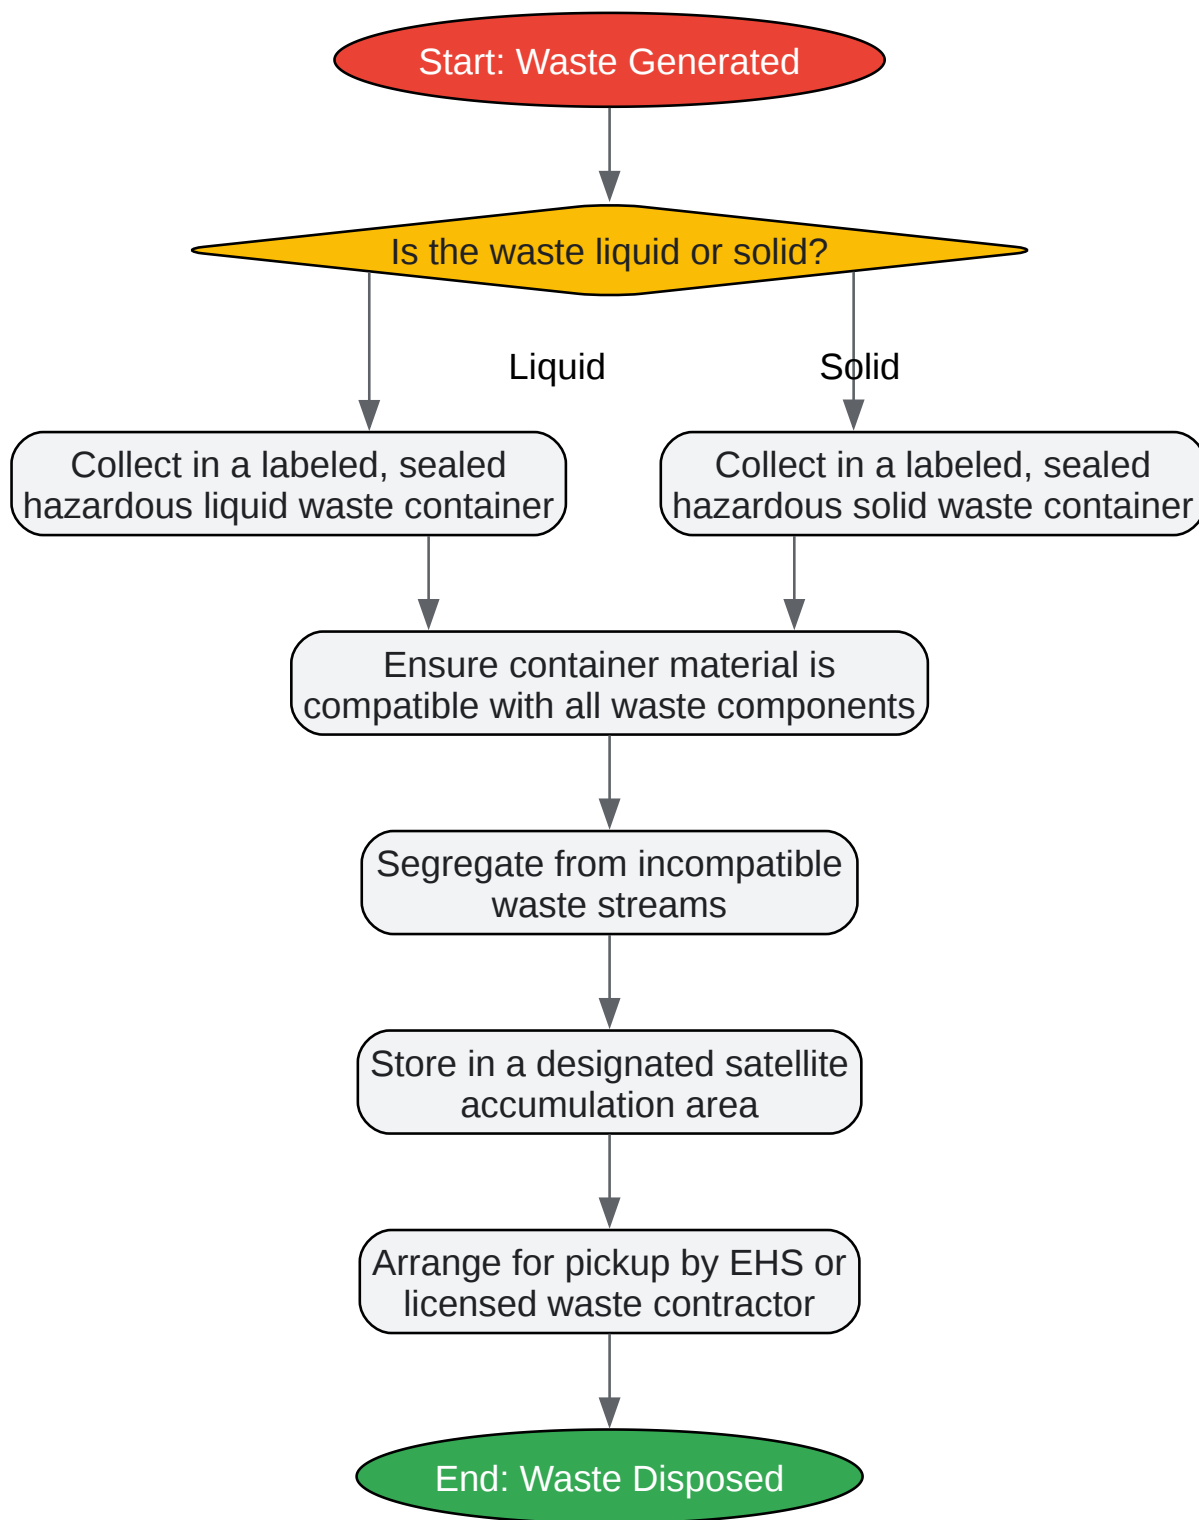 Start: Waste Generated
Is the waste liquid or solid?
Liquid
Solid
Collect in a labeled, sealed
hazardous liquid waste container
Collect in a labeled, sealed
hazardous solid waste container
Ensure container material is
compatible with all waste components
Segregate from incompatible
waste streams
Store in a designated satellite
accumulation area
Arrange for pickup by EHS or
licensed waste contractor
End: Waste Disposed